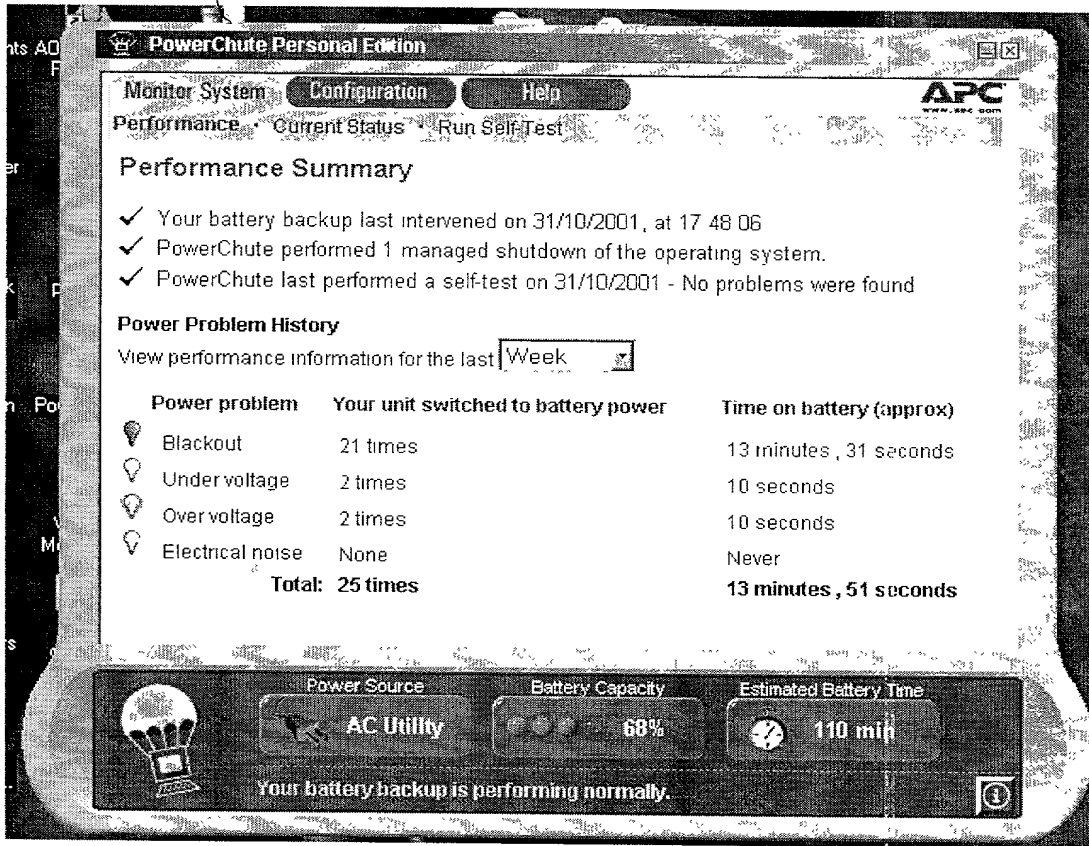 nts AO
PowerChute Personal Edition
Monitor System Configuration Help
APC
www.apc.com
Performance · Current Status · Run Self-Test
Performance Summary
✓ Your battery backup last intervened on 31/10/2001, at 17 48 06
✓ PowerChute performed 1 managed shutdown of the operating system.
✓ PowerChute last performed a self-test on 31/10/2001 - No problems were found
Power Problem History
View performance information for the last Week
Power problem Your unit switched to battery power Time on battery (approx)
Blackout 21 times 13 minutes , 31 seconds
Under voltage 2 times 10 seconds
Over voltage 2 times 10 seconds
Electrical noise None Never
Total: 25 times 13 minutes , 51 seconds
Power Source Battery Capacity Estimated Battery Time
AC Utility 68% 110 min
Your battery backup is performing normally.